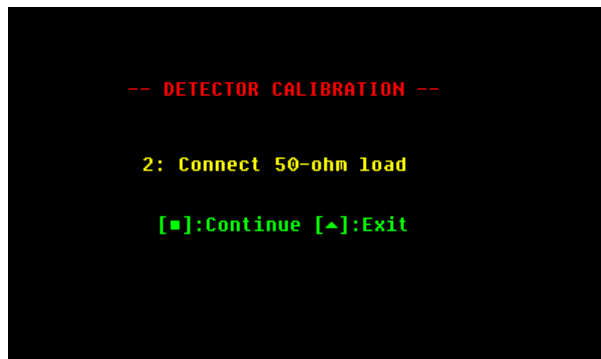 -- DETECTOR CALIBRATION --
2: Connect 50-ohm load
[■]:Continue [▲]:Exit